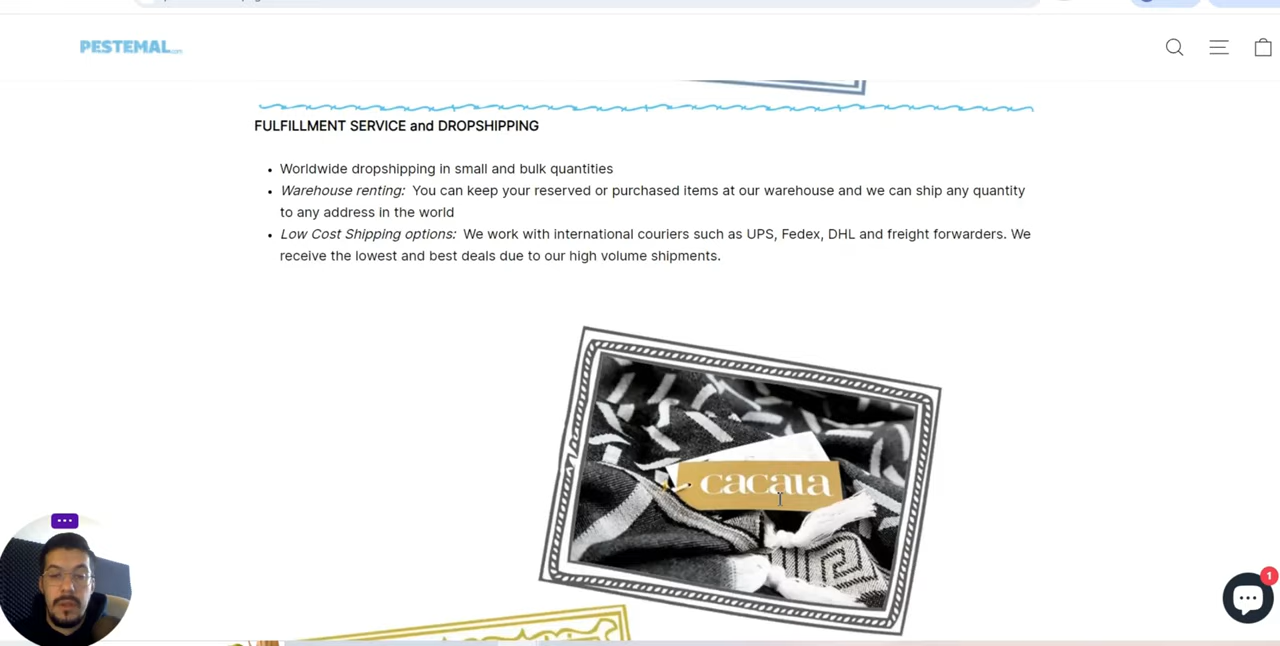 PESTEMAL.com
FULFILLMENT SERVICE and DROPSHIPPING
• Worldwide dropshipping in small and bulk quantities
• Warehouse renting: You can keep your reserved or purchased items at our warehouse and we can ship any quantity
to any address in the world
• Low Cost Shipping options: We work with international couriers such as UPS, Fedex, DHL and freight forwarders. We
receive the lowest and best deals due to our high volume shipments.
cacala
1